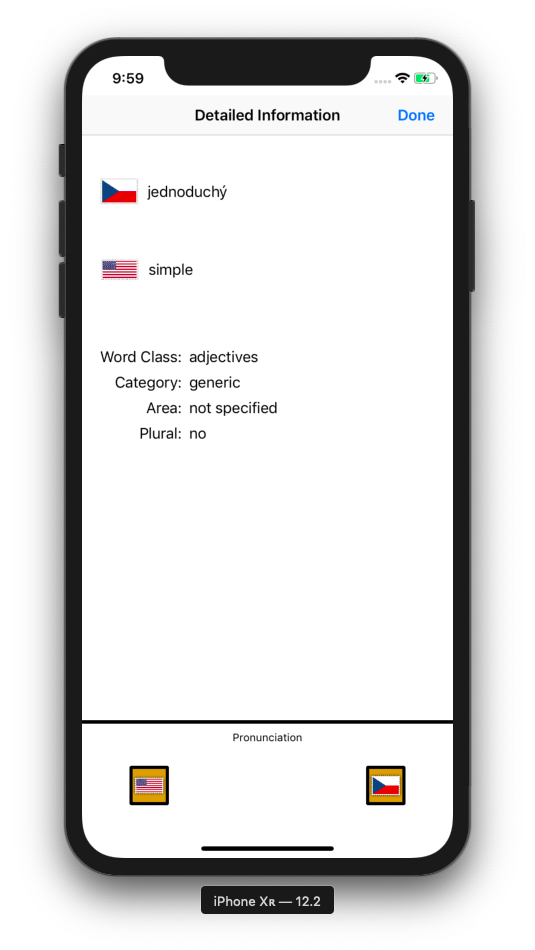 9:59
Detailed Information Done
jednoduchý
simple
Word Class: adjectives
Category: generic
Area: not specified
Plural: no
Pronunciation
iPhone Xʀ — 12.2